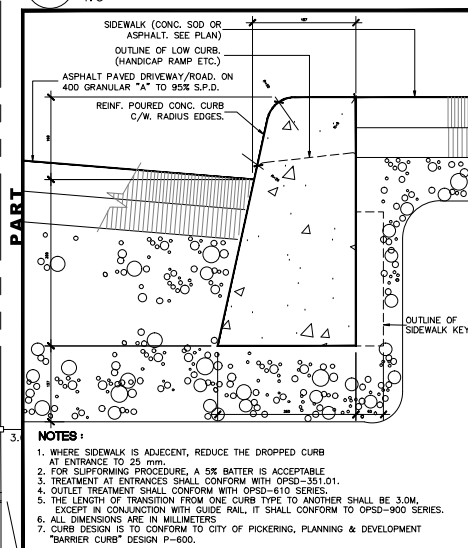 SIDEWALK (CONC. SOD OR
ASPHALT. SEE PLAN)
OUTLINE OF LOW CURB.
(HANDICAP RAMP ETC.)
ASPHALT PAVED DRIVEWAY/ROAD. ON
400 GRANULAR "A" TO 95% S.P.D.
REINF. POURED CONC. CURB
C/W. RADIUS EDGES.
PART
OUTLINE OF
SIDEWALK KEY
3.
NOTES :
1. WHERE SIDEWALK IS ADJECENT, REDUCE THE DROPPED CURB
AT ENTRANCE TO 25 mm.
2. FOR SLIPFORMING PROCEDURE, A 5% BATTER IS ACCEPTABLE
3. TREATMENT AT ENTRANCES SHALL CONFORM WITH OPSD-351.01.
4. OUTLET TREATMENT SHALL CONFORM WITH OPSD-610 SERIES.
5. THE LENGTH OF TRANSITION FROM ONE CURB TYPE TO ANOTHER SHALL BE 3.0M,
EXCEPT IN CONJUNCTION WITH GUIDE RAIL, IT SHALL CONFORM TO OPSD-900 SERIES.
6. ALL DIMENSIONS ARE IN MILLIMETERS
7. CURB DESIGN IS TO CONFORM TO CITY OF PICKERING, PLANNING & DEVELOPMENT
"BARRIER CURB" DESIGN P-600.